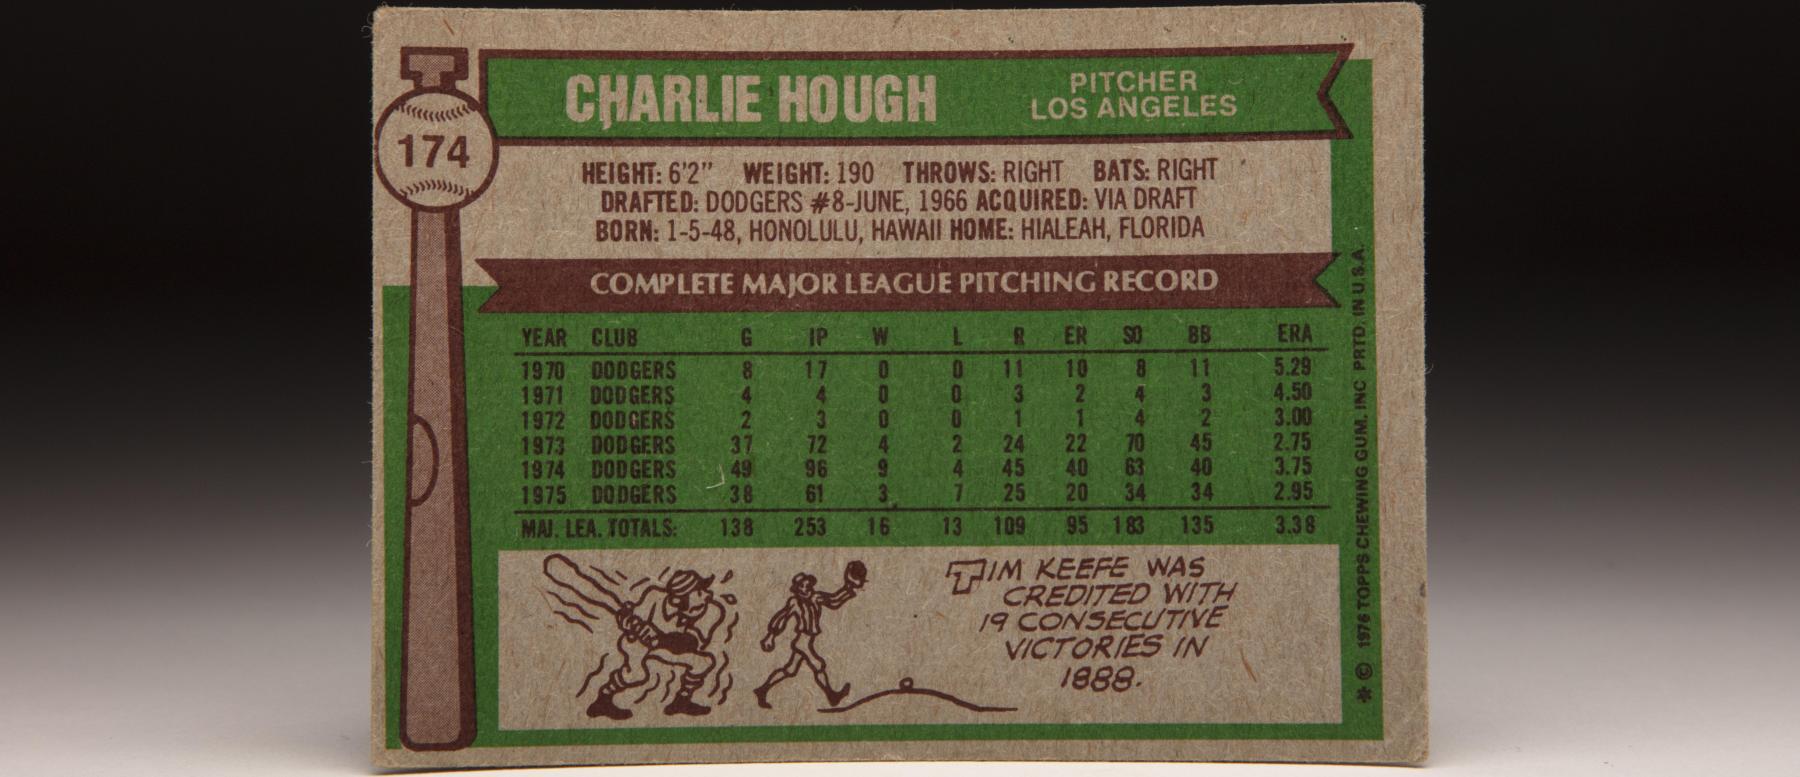 174
CHARLIE HOUGH
PITCHER
LOS ANGELES
HEIGHT: 6'2" WEIGHT: 190 THROWS: RIGHT BATS: RIGHT
DRAFTED: DODGERS #8-JUNE, 1966 ACQUIRED: VIA DRAFT
BORN: 1-5-48, HONOLULU, HAWAII HOME: HIALEAH, FLORIDA
COMPLETE MAJOR LEAGUE PITCHING RECORD
YEAR CLUB G IP W L R ER SO BB ERA
1970 DODGERS 8 17 0 0 11 10 8 11 5.29
1971 DODGERS 4 4 0 0 3 2 4 3 4.50
1972 DODGERS 2 3 0 0 1 1 4 2 3.00
1973 DODGERS 37 72 4 2 24 22 70 45 2.75
1974 DODGERS 49 96 9 4 45 40 63 40 3.75
1975 DODGERS 38 61 3 7 25 20 34 34 2.95
MAJ. LEA. TOTALS: 138 253 16 13 109 95 183 135 3.38
TIM KEEFE WAS
CREDITED WITH
19 CONSECUTIVE
VICTORIES IN
1888.
* © 1976 TOPPS CHEWING GUM, INC PRTD. IN U.S.A.